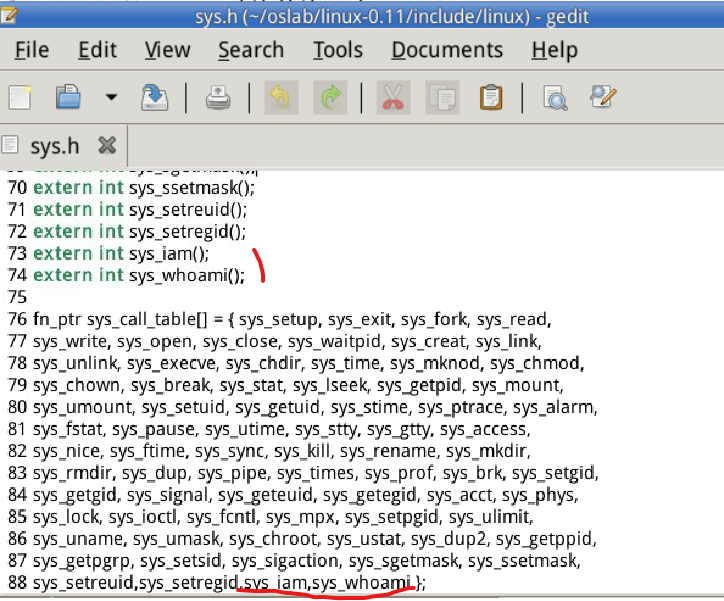 sys.h (~/oslab/linux-0.11/include/linux) - gedit
File Edit View Search Tools Documents Help
sys.h
70 extern int sys_ssetmask();
71 extern int sys_setreuid();
72 extern int sys_setregid();
73 extern int sys_iam();
74 extern int sys_whoami();
75
76 fn_ptr sys_call_table[] = { sys_setup, sys_exit, sys_fork, sys_read,
77 sys_write, sys_open, sys_close, sys_waitpid, sys_creat, sys_link,
78 sys_unlink, sys_execve, sys_chdir, sys_time, sys_mknod, sys_chmod,
79 sys_chown, sys_break, sys_stat, sys_lseek, sys_getpid, sys_mount,
80 sys_umount, sys_setuid, sys_getuid, sys_stime, sys_ptrace, sys_alarm,
81 sys_fstat, sys_pause, sys_utime, sys_stty, sys_gtty, sys_access,
82 sys_nice, sys_ftime, sys_sync, sys_kill, sys_rename, sys_mkdir,
83 sys_rmdir, sys_dup, sys_pipe, sys_times, sys_prof, sys_brk, sys_setgid,
84 sys_getgid, sys_signal, sys_geteuid, sys_getegid, sys_acct, sys_phys,
85 sys_lock, sys_ioctl, sys_fcntl, sys_mpx, sys_setpgid, sys_ulimit,
86 sys_uname, sys_umask, sys_chroot, sys_ustat, sys_dup2, sys_getppid,
87 sys_getpgrp, sys_setsid, sys_sigaction, sys_sgetmask, sys_ssetmask,
88 sys_setreuid,sys_setregid,sys_iam,sys_whoami };